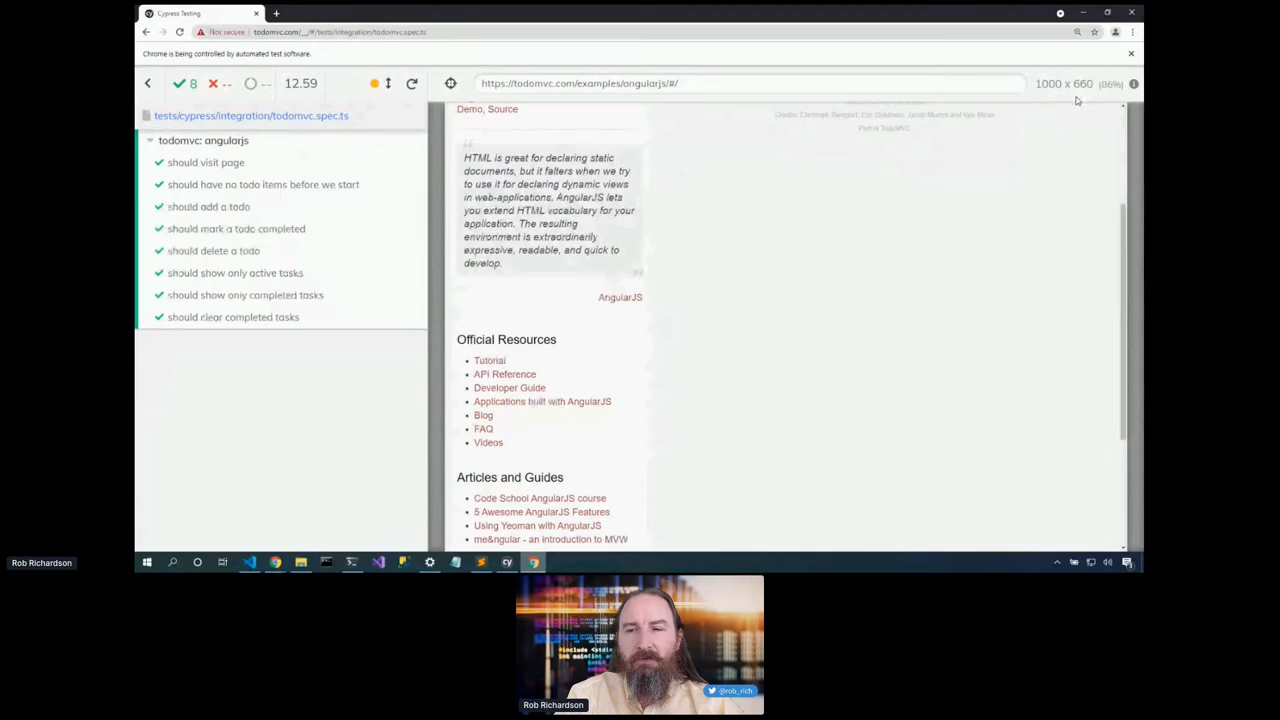 Cypress Testing
Not secure
todomvc.com/__/#/tests/integration/todomvc.spec.ts
Chrome is being controlled by automated test software.
8
--
--
12.59
https://todomvc.com/examples/angularjs/#/
1000 x 660 (86%)
tests/cypress/integration/todomvc.spec.ts
todomvc: angularjs
should visit page
should have no todo items before we start
should add a todo
should mark a todo completed
should delete a todo
should show only active tasks
should show only completed tasks
should clear completed tasks
Demo, Source
HTML is great for declaring static
documents, but it falters when we try
to use it for declaring dynamic views
in web-applications. AngularJS lets
you extend HTML vocabulary for your
application. The resulting
environment is extraordinarily
expressive, readable, and quick to
develop.
AngularJS
Official Resources
Tutorial
API Reference
Developer Guide
Applications built with AngularJS
Blog
FAQ
Videos
Articles and Guides
Code School AngularJS course
5 Awesome AngularJS Features
Using Yeoman with AngularJS
me&ngular - an introduction to MVW
Part of TodoMVC
cy
Rob Richardson
#include <stdio
@rob_rich
Rob Richardson